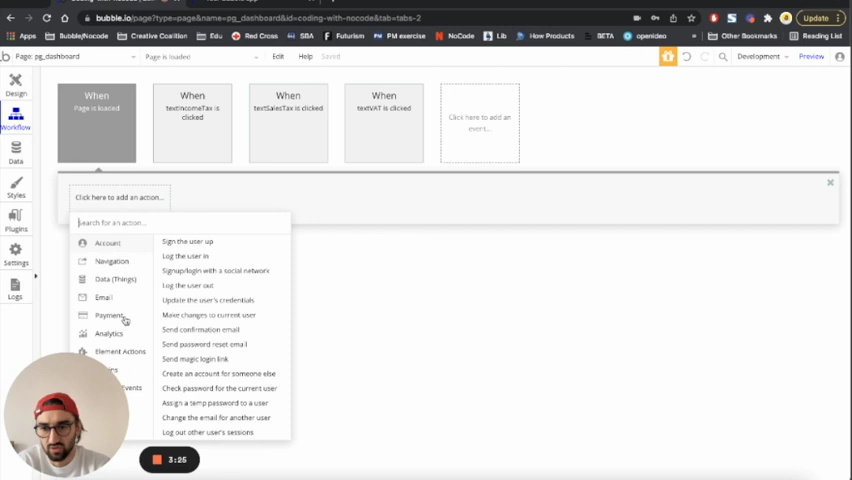 bubble.io/page?type=page&name=pg_dashboard&id=coding-with-nocode&tab=tabs-2
Update
Apps
Bubble/Nocode
Creative Coalition
Edu
Red Cross
SBA
Futurism
PM exercise
NoCode
Lib
How Products
BETA
openideo
Other Bookmarks
Reading List
Page: pg_dashboard
Page is loaded
Edit
Help
Saved
Development
Preview
Design
Workflow
Data
Styles
Plugins
Settings
Logs
When
Page is loaded
When
textIncomeTax is
clicked
When
textSalesTax is clicked
When
textVAT is clicked
Click here to add an
event...
Click here to add an action...
Search for an action...
Account
Navigation
Data (Things)
Email
Payment
Analytics
Element Actions
Sign the user up
Log the user in
Signup/login with a social network
Log the user out
Update the user's credentials
Make changes to current user
Send confirmation email
Send password reset email
Send magic login link
Create an account for someone else
Check password for the current user
Assign a temp password to a user
Change the email for another user
Log out other user's sessions
3:25